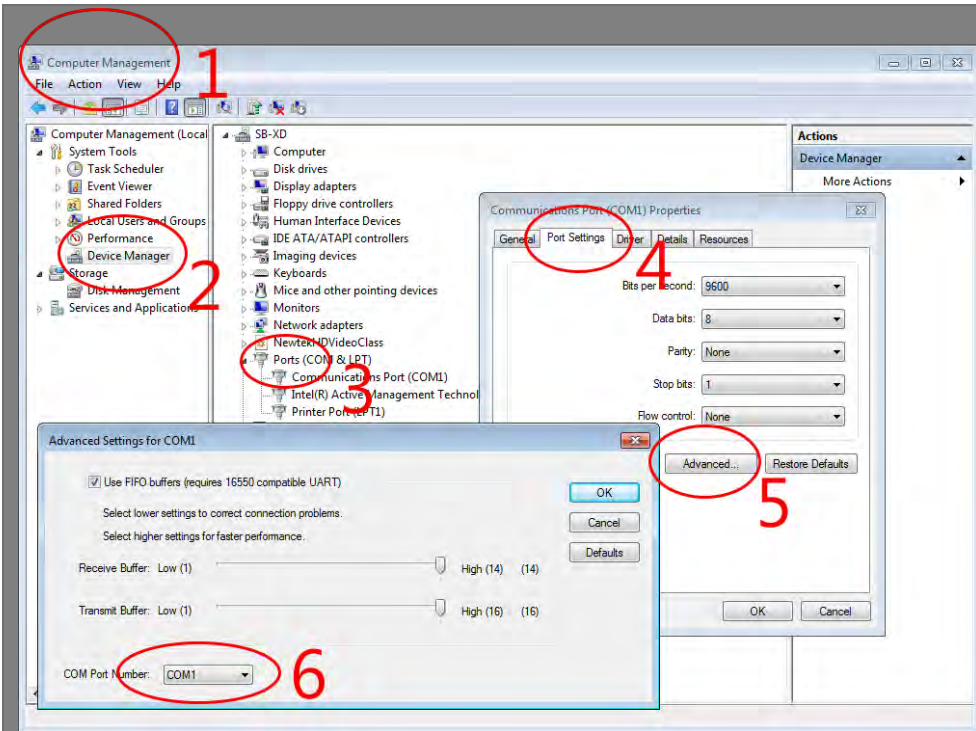 Computer Management
1
File Action View Help
Computer Management (Local
System Tools
Task Scheduler
Event Viewer
Shared Folders
Local Users and Groups
Performance
Device Manager
2
Storage
Disk Management
Services and Applications
SB-XD
Computer
Disk drives
Display adapters
Floppy drive controllers
Human Interface Devices
IDE ATA/ATAPI controllers
Imaging devices
Keyboards
Mice and other pointing devices
Monitors
Network adapters
NewtekHDVideoClass
Ports (COM & LPT)
3
Communications Port (COM1)
Intel(R) Active Management Technol
Printer Port (LPT1)
Actions
Device Manager
More Actions
Communications Port (COM1) Properties
General Port Settings Driver Details Resources
4
Bits per second: 9600
Data bits: 8
Parity: None
Stop bits: 1
Flow control: None
Advanced... Restore Defaults
5
OK Cancel
Advanced Settings for COM1
Use FIFO buffers (requires 16550 compatible UART)
Select lower settings to correct connection problems.
Select higher settings for faster performance.
Receive Buffer: Low (1) High (14) (14)
Transmit Buffer: Low (1) High (16) (16)
OK
Cancel
Defaults
COM Port Number: COM1
6